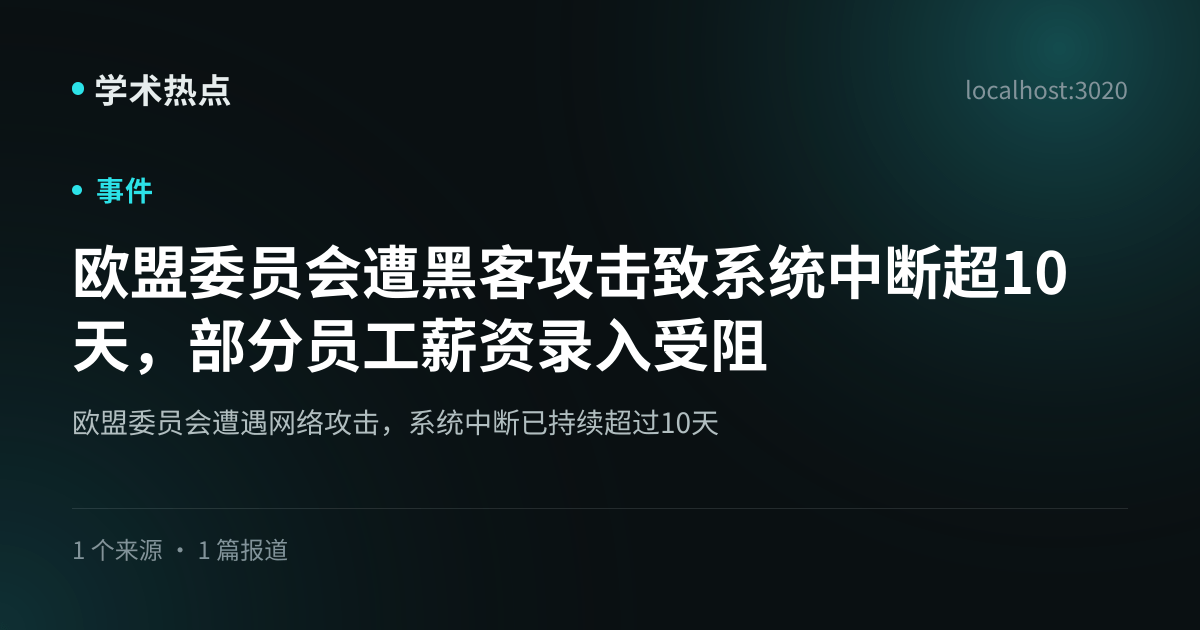 学术热点
localhost:3020
事件
欧盟委员会遭黑客攻击致系统中断超10
天，部分员工薪资录入受阻
欧盟委员会遭遇网络攻击，系统中断已持续超过10天
1 个来源 · 1 篇报道